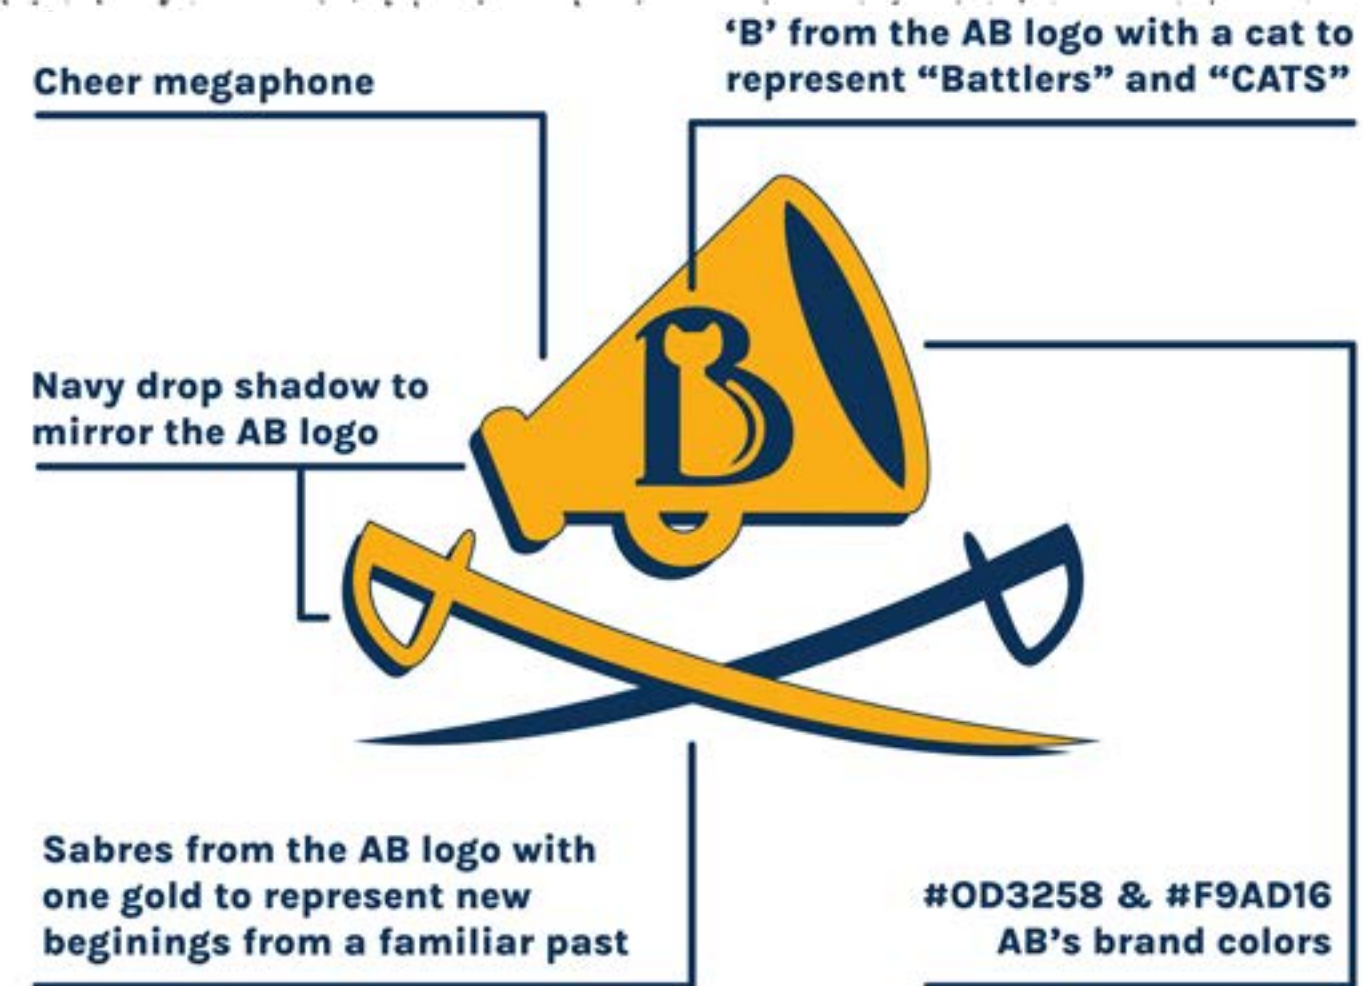 Cheer megaphone
‘B’ from the AB logo with a cat to
represent “Battlers” and “CATS”
B
Navy drop shadow to
mirror the AB logo
Sabres from the AB logo with
one gold to represent new
beginings from a familiar past
#0D3258 & #F9AD16
AB’s brand colors